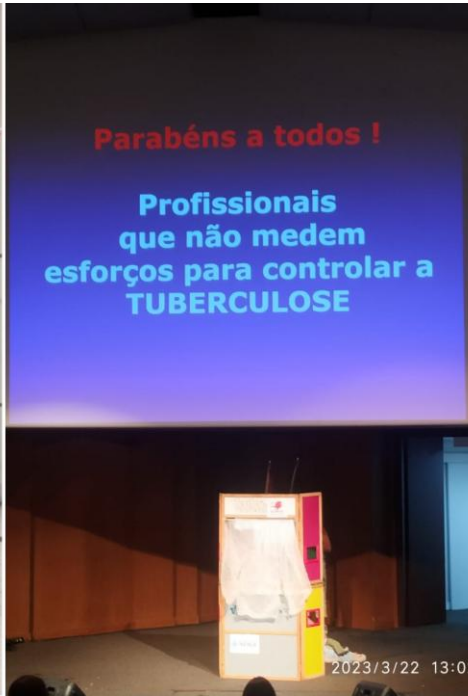 Parabéns a todos !
Profissionais
que não medem
esforços para controlar a
TUBERCULOSE
2023/3/22 13:0